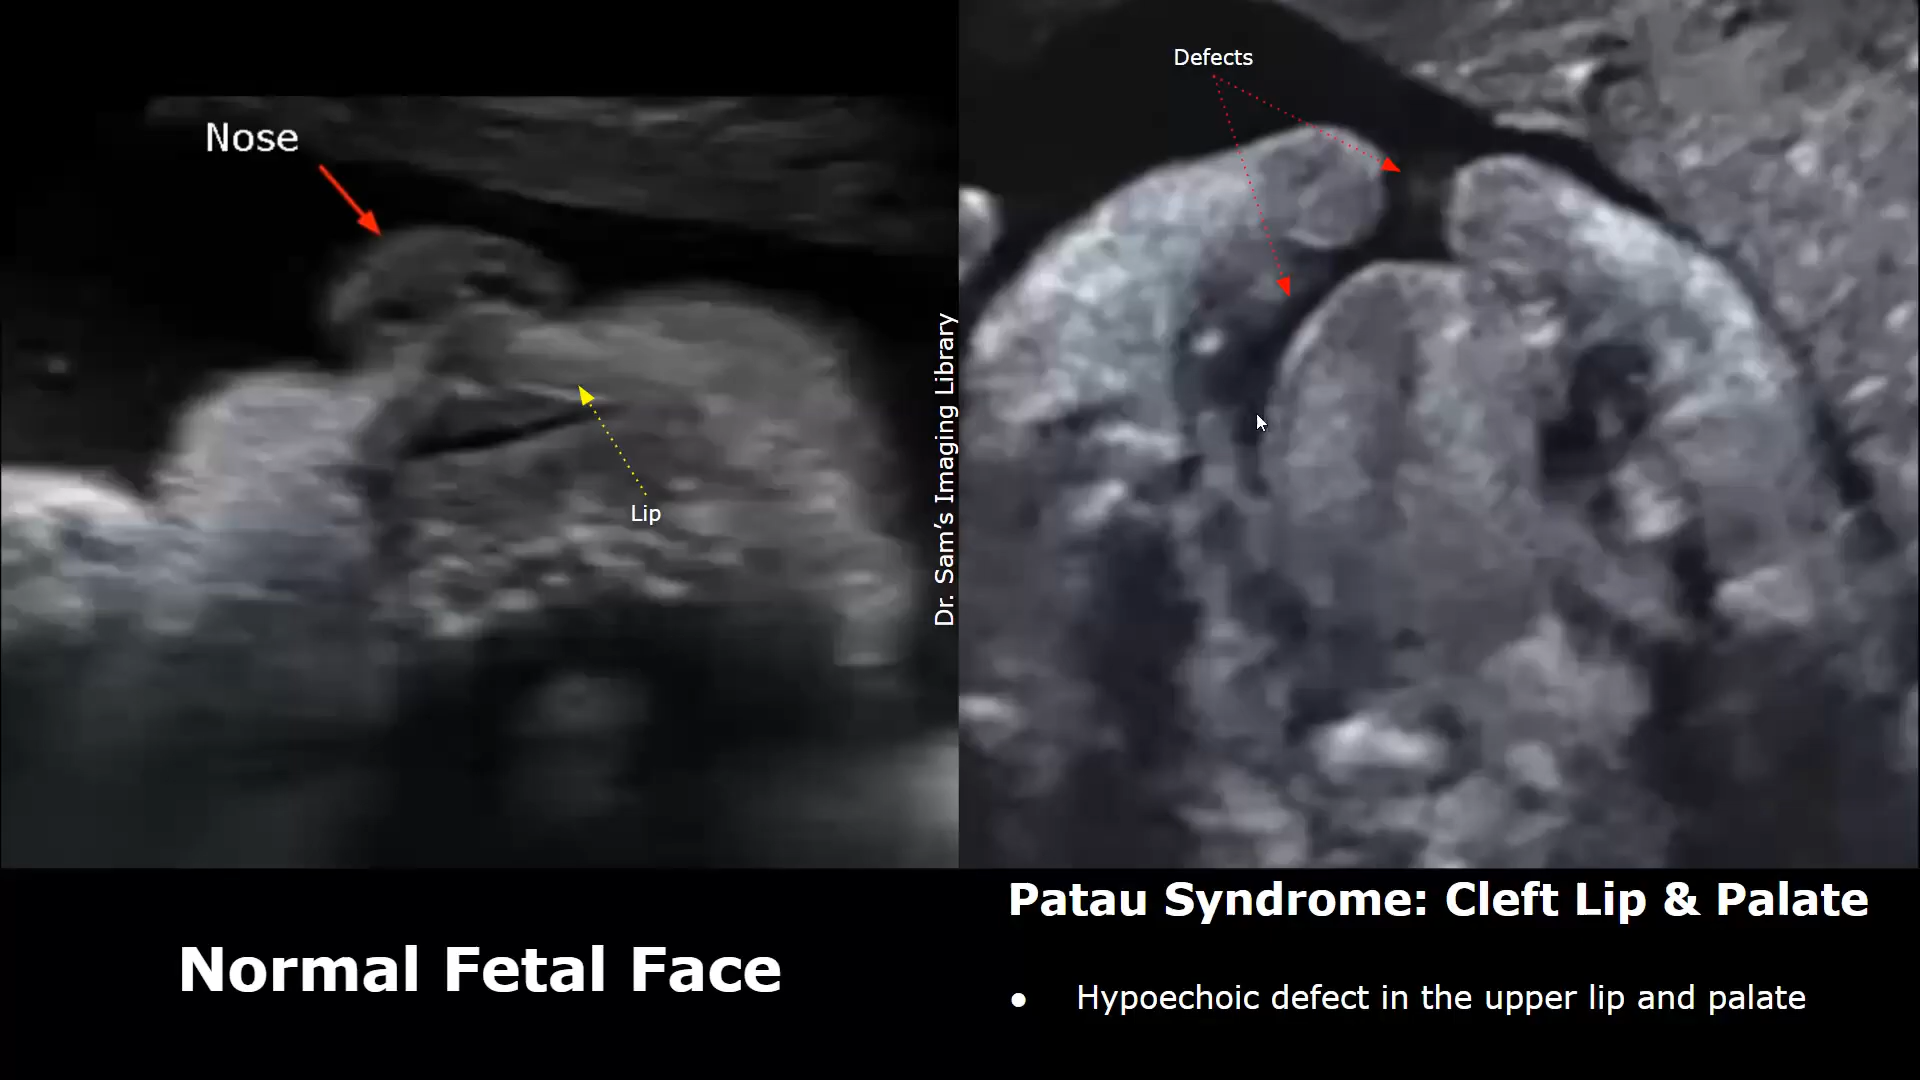 Nose
Lip
Normal Fetal Face
Dr. Sam’s Imaging Library
Defects
Patau Syndrome: Cleft Lip & Palate
● Hypoechoic defect in the upper lip and palate